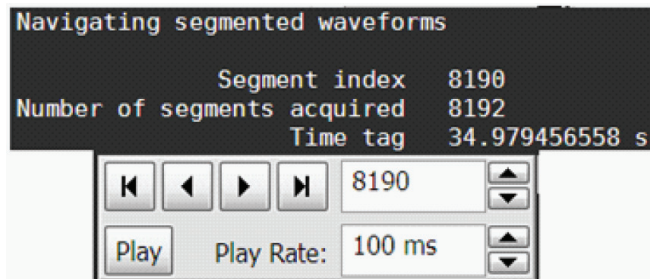 Navigating segmented waveforms
Segment index 8190
Number of segments acquired 8192
Time tag 34.979456558 s
8190
Play Play Rate: 100 ms